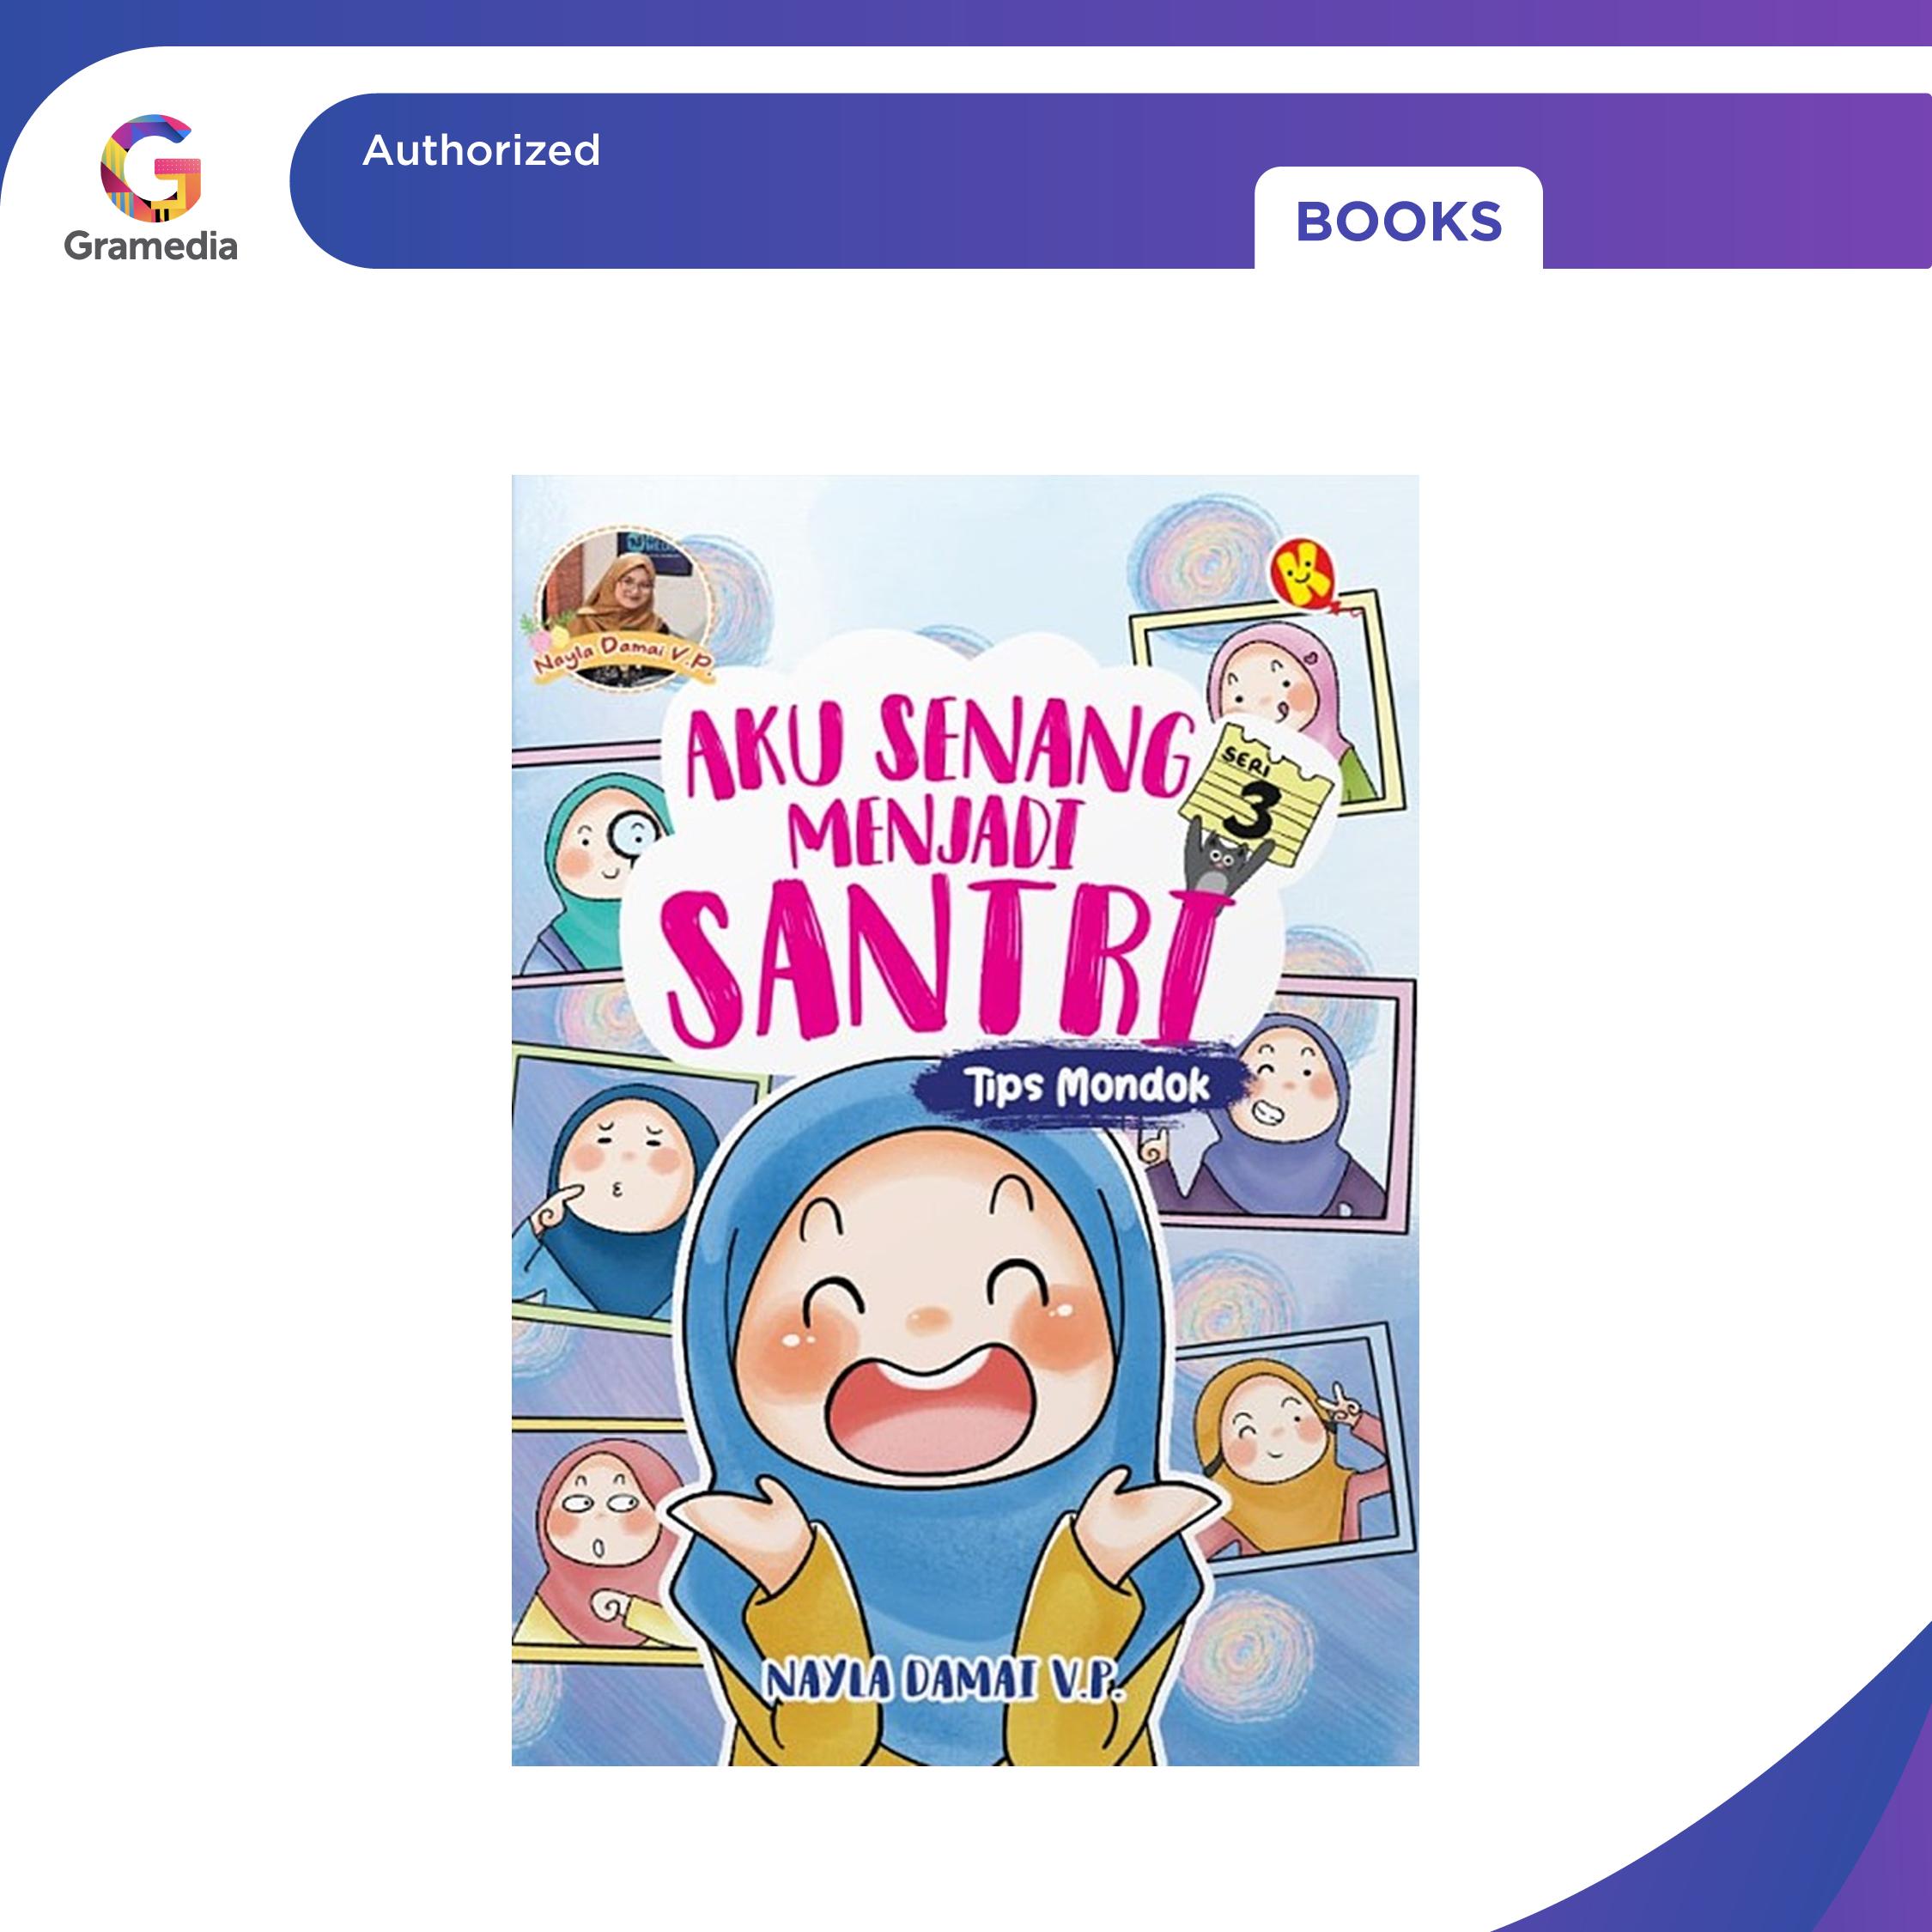 Authorized
Gramedia
BOOKS
Nayla Damai V.P.
AKU SENANG
MENJADI
SANTRI
SERI
3
Tips Mondok
NAYLA DAMAI V.P.